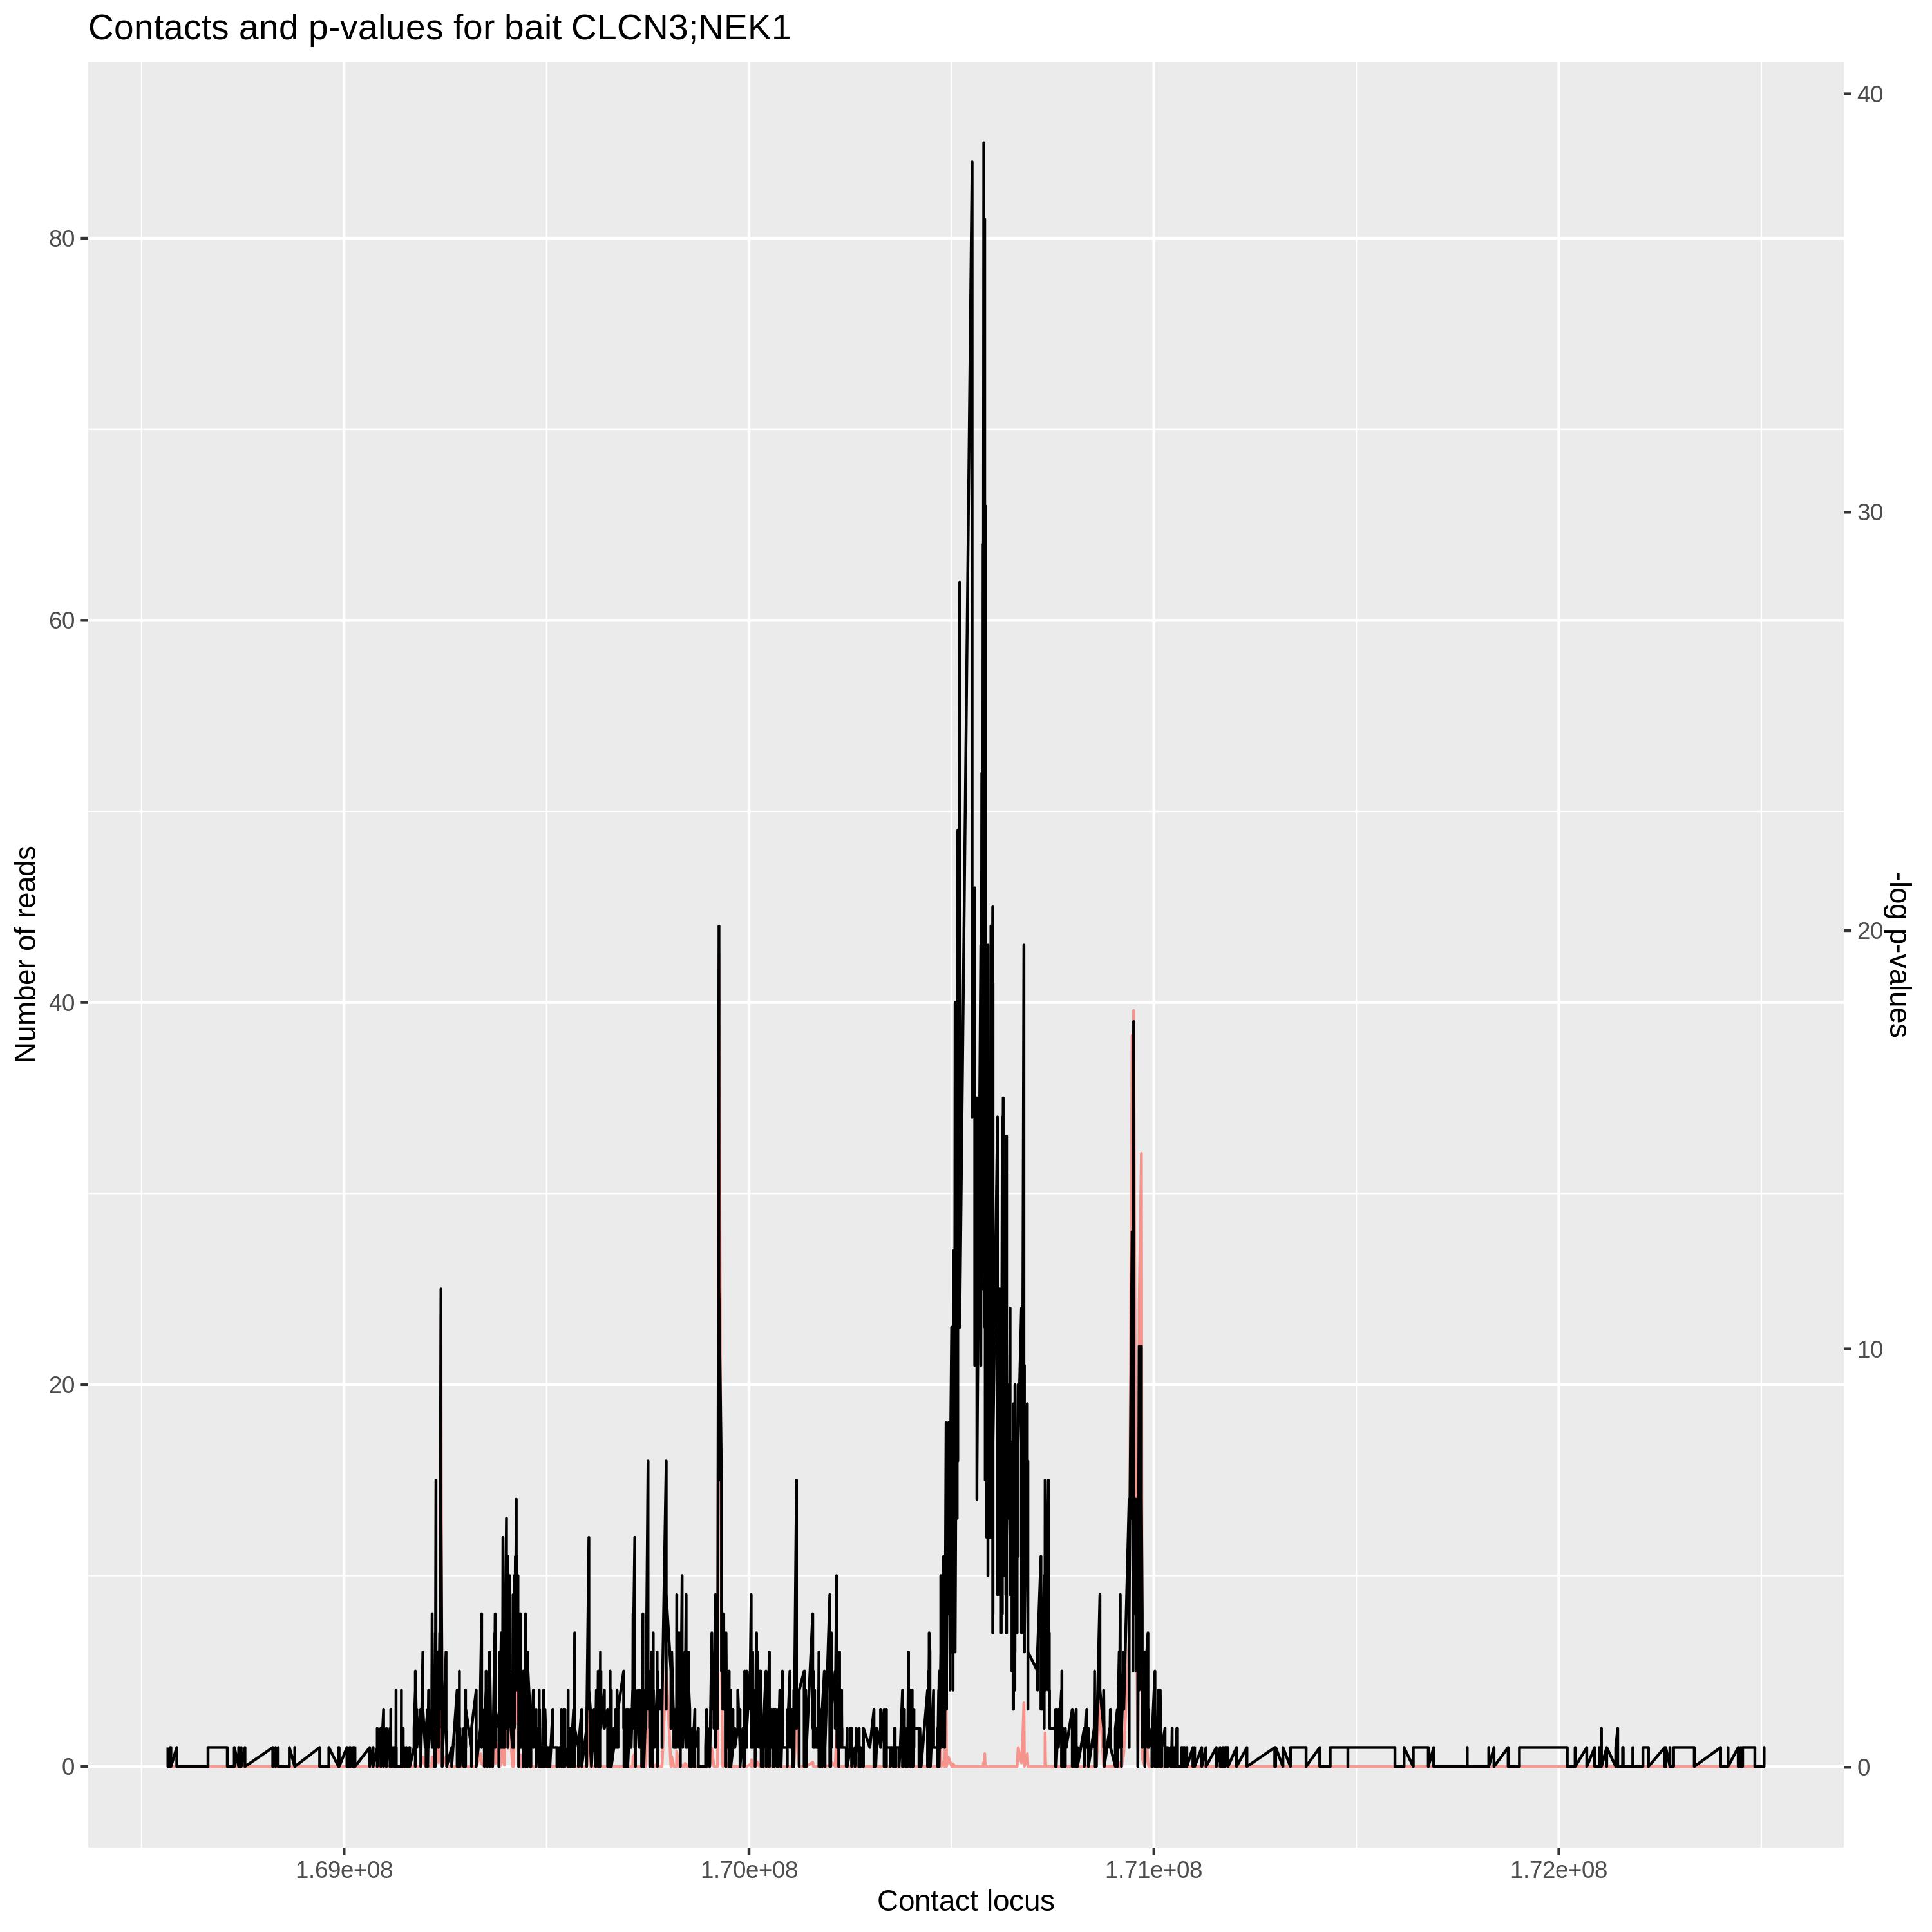 Contacts and p-values for bait CLCN3;NEK1
Number of reads
80
60
40
20
0
40
30
20
10
0
-log p-values
1.69e+08
1.70e+08
1.71e+08
1.72e+08
Contact locus